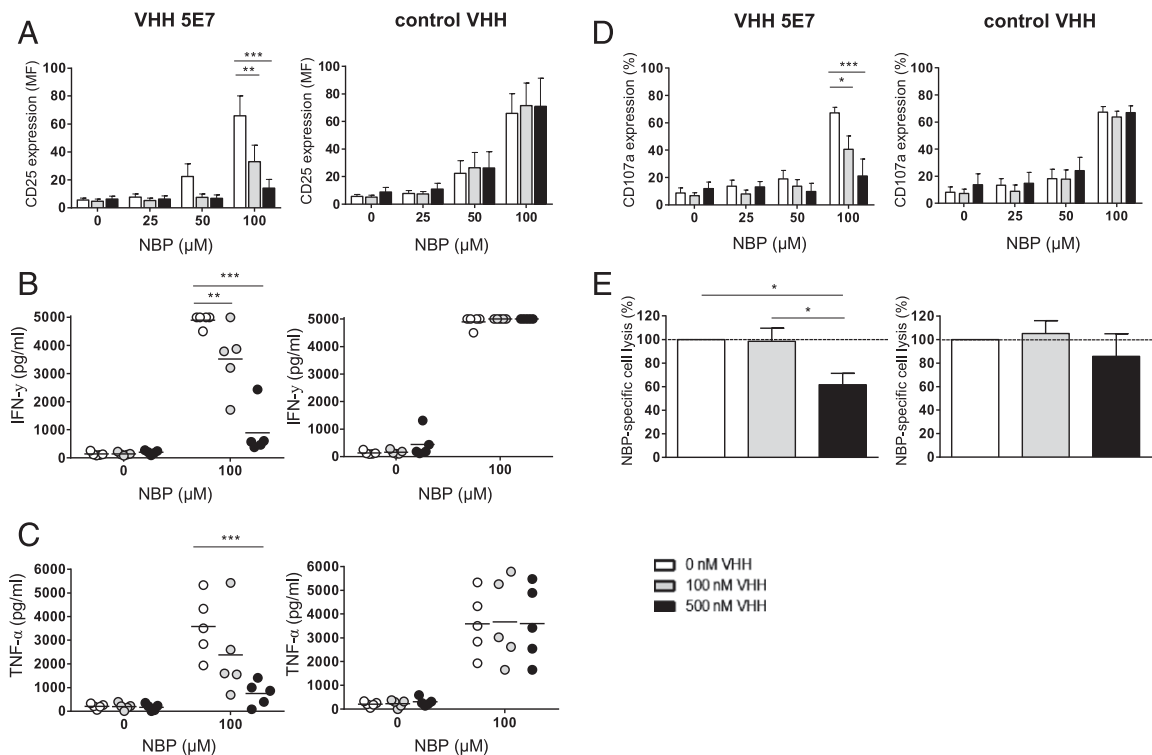 VHH 5E7
control VHH
A
CD25 expression (MF)
100
80
60
40
20
0
***
**
0 25 50 100
NBP (µM)
CD25 expression (MF)
100
80
60
40
20
0
0 25 50 100
NBP (µM)
B
IFN-y (pg/ml)
5000
4000
3000
2000
1000
0
***
**
0 100
NBP (µM)
IFN-y (pg/ml)
5000
4000
3000
2000
1000
0
0 100
NBP (µM)
C
TNF-α (pg/ml)
6000
5000
4000
3000
2000
1000
0
***
0 100
NBP (µM)
TNF-α (pg/ml)
6000
5000
4000
3000
2000
1000
0
0 100
NBP (µM)
VHH 5E7
control VHH
D
CD107a expression (%)
100
80
60
40
20
0
***
*
0 25 50 100
NBP (µM)
CD107a expression (%)
100
80
60
40
20
0
0 25 50 100
NBP (µM)
E
NBP-specific cell lysis (%)
120
100
80
60
40
20
0
*
*
NBP-specific cell lysis (%)
120
100
80
60
40
20
0
0 nM VHH
100 nM VHH
500 nM VHH